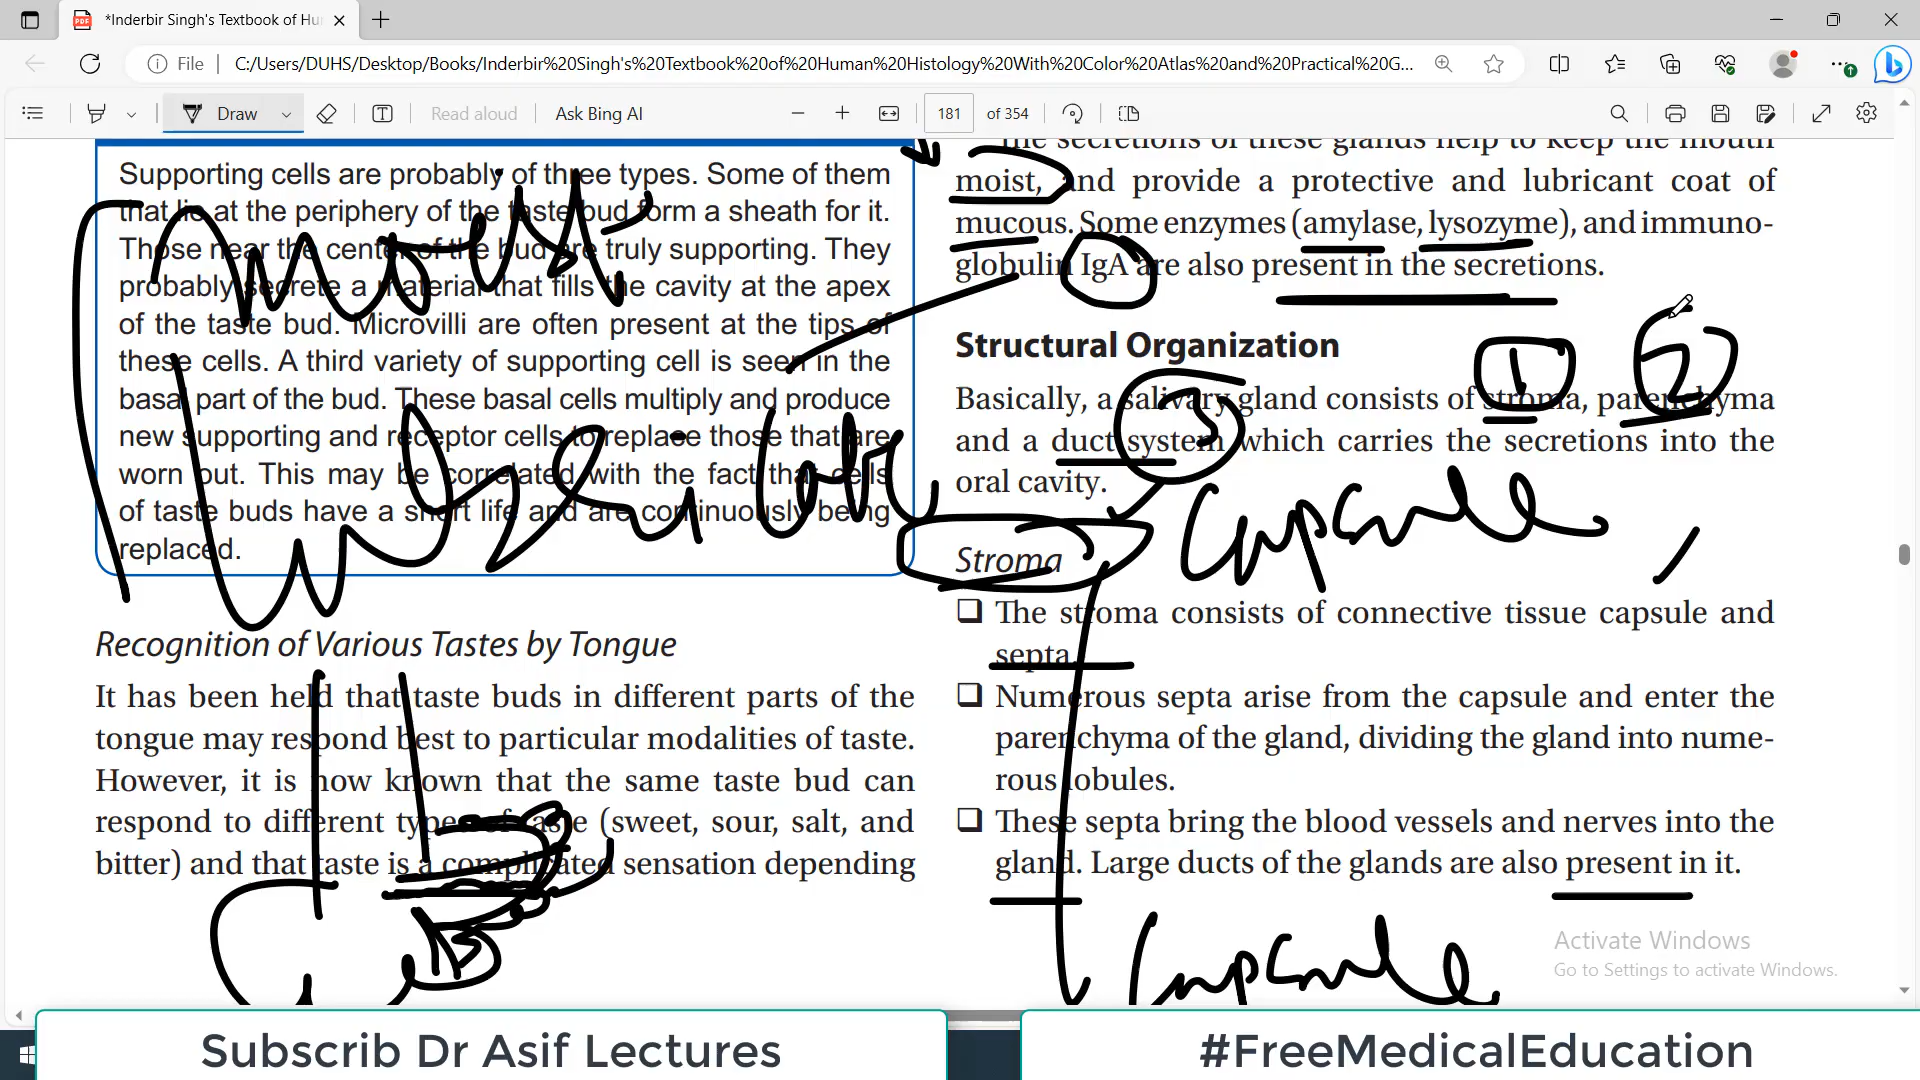 *Inderbir Singh's Textbook of Hu
File
C:/Users/DUHS/Desktop/Books/Inderbir%20Singh's%20Textbook%20of%20Human%20Histology%20With%20Color%20Atlas%20and%20Practical%20G...
Draw
Read aloud
Ask Bing AI
181 of 354
Supporting cells are probably of three types. Some of them
that lie at the periphery of the taste bud form a sheath for it.
Those near the center of the bud are truly supporting. They
probably secrete a material that fills the cavity at the apex
of the taste bud. Microvilli are often present at the tips of
these cells. A third variety of supporting cell is seen in the
basal part of the bud. These basal cells multiply and produce
new supporting and receptor cells to replace those that are
worn out. This may be correlated with the fact that cells
of taste buds have a short life and are continuously being
replaced.
Recognition of Various Tastes by Tongue
It has been held that taste buds in different parts of the
tongue may respond best to particular modalities of taste.
However, it is now known that the same taste bud can
respond to different types of taste (sweet, sour, salt, and
bitter) and that taste is a complicated sensation depending
the secretions of these glands help to keep the mouth
moist, and provide a protective and lubricant coat of
mucous. Some enzymes (amylase, lysozyme), and immuno-
globulin IgA are also present in the secretions.
Structural Organization
1
2
Basically, a salivary gland consists of stroma, parenchyma
3
and a duct system which carries the secretions into the
oral cavity.
Capsule,
Stroma
❑ The stroma consists of connective tissue capsule and
septa.
❑ Numerous septa arise from the capsule and enter the
parenchyma of the gland, dividing the gland into nume-
rous lobules.
❑ These septa bring the blood vessels and nerves into the
gland. Large ducts of the glands are also present in it.
Capsule
Activate Windows
Go to Settings to activate Windows.
Subscrib Dr Asif Lectures
#FreeMedicalEducation